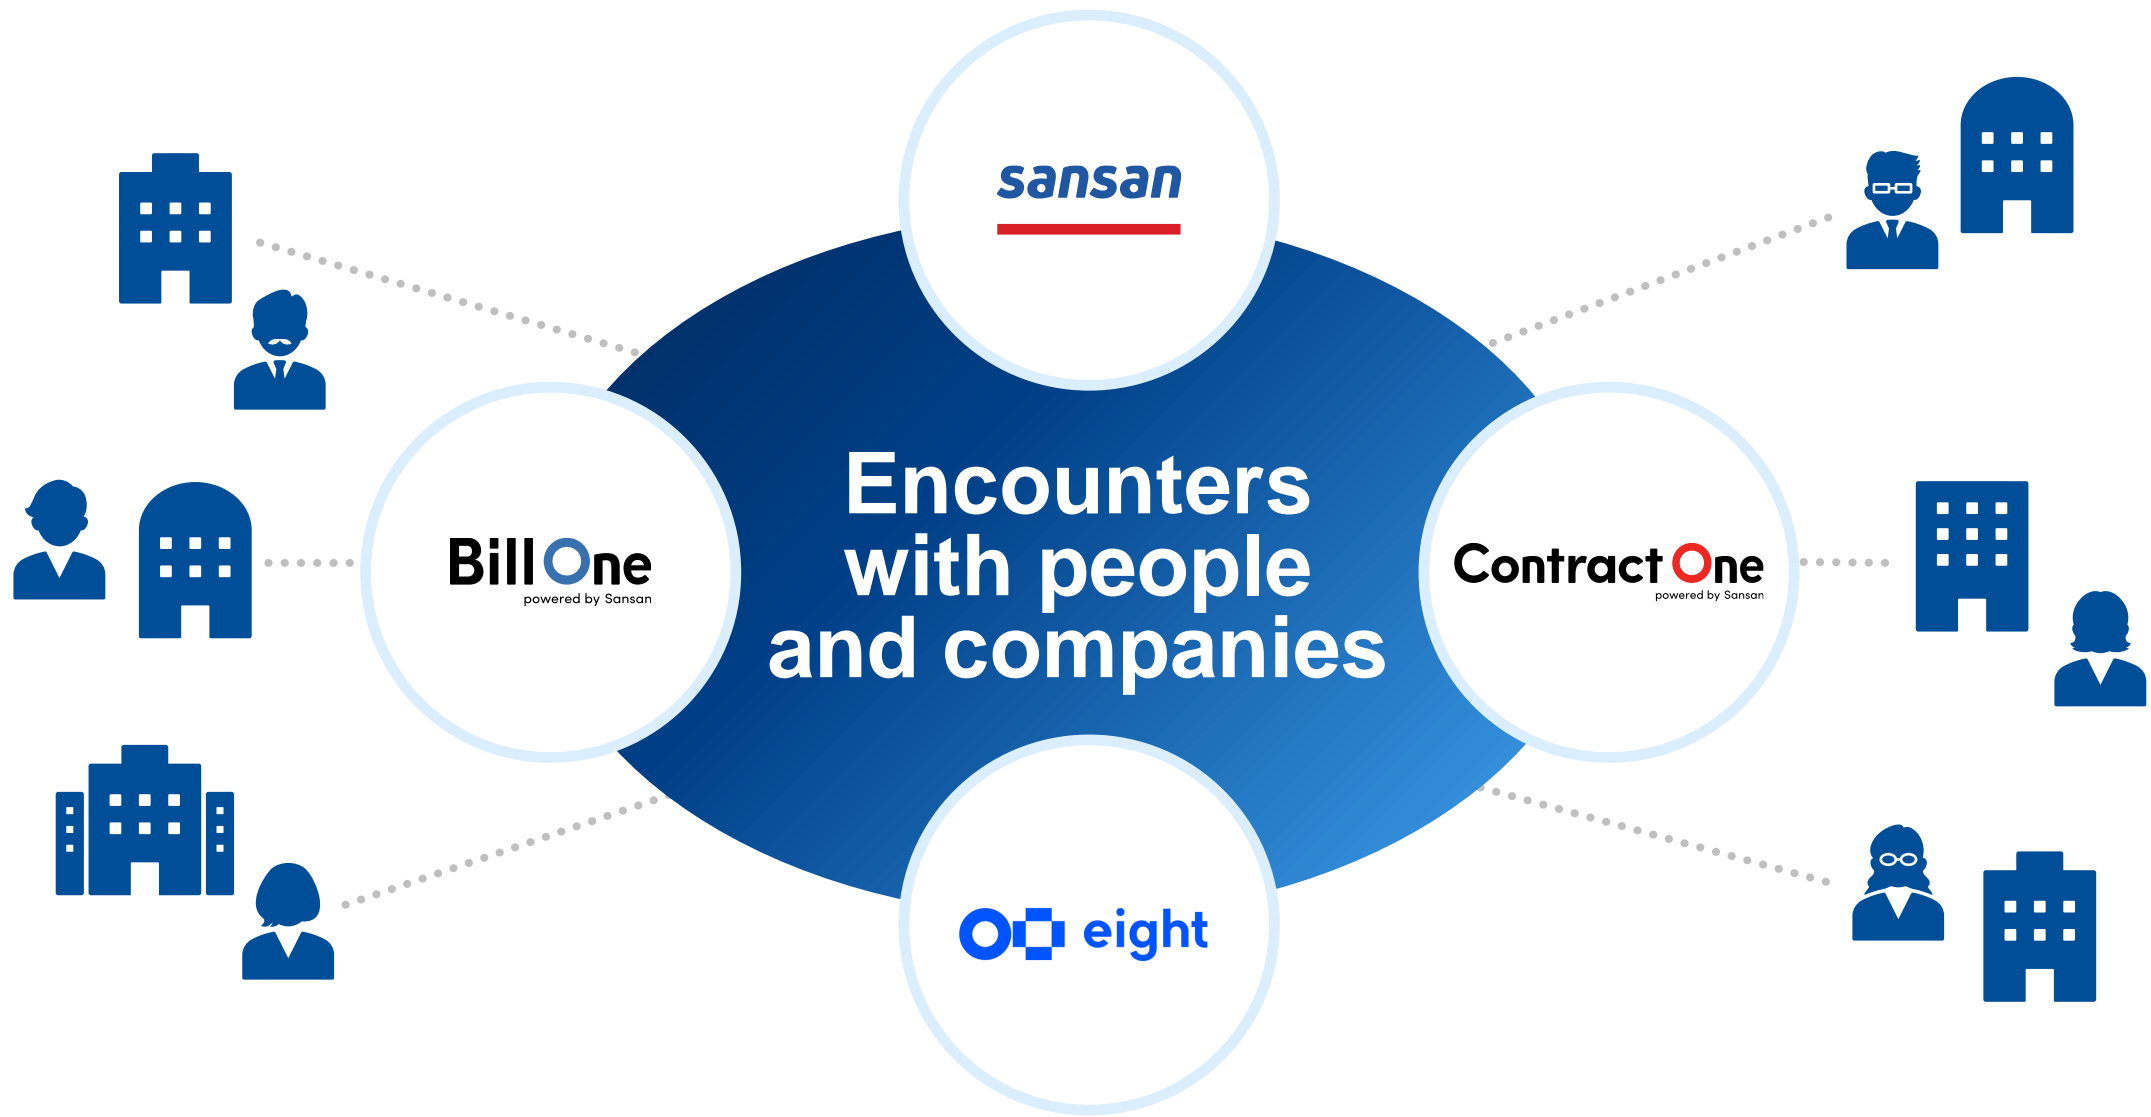 sansan
Encounters
with people
and companies
Bill One
powered by Sansan
Contract One
powered by Sansan
eight